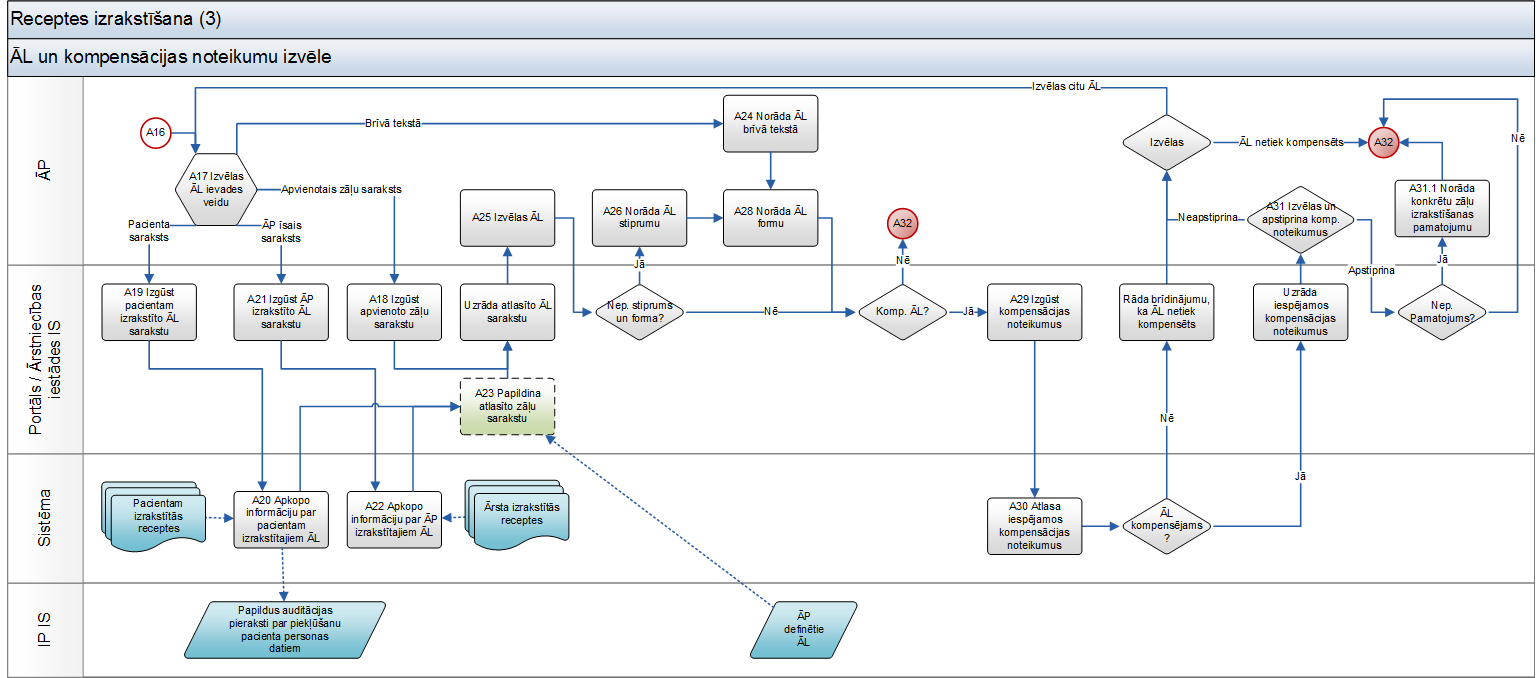 Receptes izrakstīšana (3)
ĀL un kompensācijas noteikumu izvēle
ĀP
A16
A17 Izvēlas
ĀL ievades
veidu
Brīvā tekstā
Apvienotais zāļu saraksts
Pacienta
saraksts
ĀP īsais
saraksts
A24 Norāda ĀL
brīvā tekstā
A25 Izvēlas ĀL
A26 Norāda ĀL
stiprumu
A28 Norāda ĀL
formu
A32
Nē
Izvēlas citu ĀL
Izvēlas
ĀL netiek kompensēts
A32
Nē
Neapstiprina
A31 Izvēlas un
apstiprina komp.
noteikumus
A31.1 Norāda
konkrētu zāļu
izrakstīšanas
pamatojumu
Apstiprina
Jā
Portāls / Ārstniecības
iestādes IS
A19 Izgūst
pacientam
izrakstīto ĀL
sarakstu
A21 Izgūst ĀP
izrakstīto ĀL
sarakstu
A18 Izgūst
apvienoto zāļu
sarakstu
Uzrāda atlasīto ĀL
sarakstu
Jā
Nep. stiprums
un forma?
Nē
Komp. ĀL?
Jā
A29 Izgūst
kompensācijas
noteikumus
Rāda brīdinājumu,
ka ĀL netiek
kompensēts
Uzrāda
iespējamos
kompensācijas
noteikumus
Nep.
Pamatojums?
A23 Papildina
atlasīto zāļu
sarakstu
Nē
Jā
Sistēma
Pacientam
izrakstītās
receptes
A20 Apkopo
informāciju par
pacientam
izrakstītajiem ĀL
A22 Apkopo
informāciju par ĀP
izrakstītajiem ĀL
Ārsta izrakstītās
receptes
A30 Atlasa
iespējamos
kompensācijas
noteikumus
ĀL
kompensējams
?
IP IS
Papildus auditācijas
pieraksti par piekļūšanu
pacienta personas
datiem
ĀP
definētie
ĀL